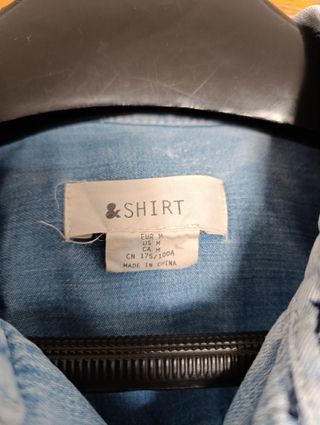 &SHIRT
EUR M
US M
CA M
CN 175/100A
MADE IN CHINA